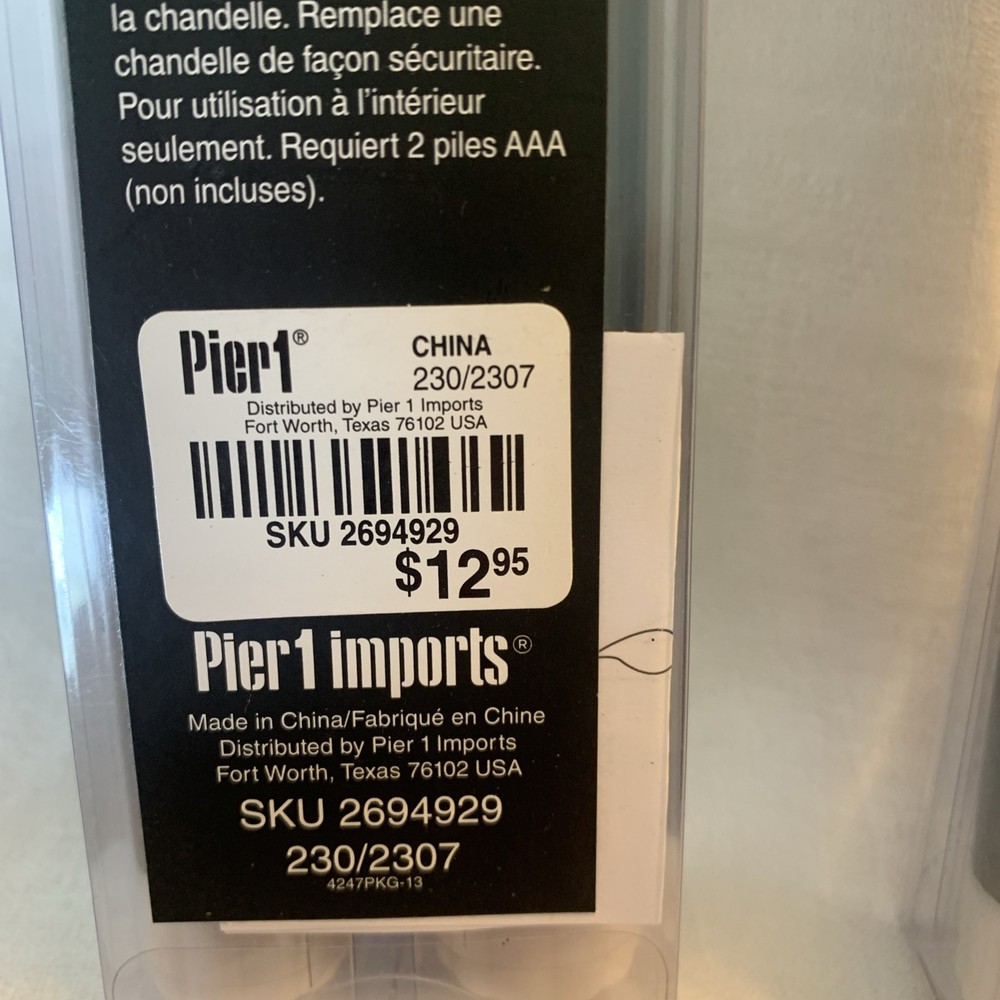 la chandelle. Remplace une
chandelle de façon sécuritaire.
Pour utilisation à l'intérieur
seulement. Requiert 2 piles AAA
(non incluses).
Pier1®
CHINA
230/2307
Distributed by Pier 1 Imports
Fort Worth, Texas 76102 USA
SKU 2694929
$12⁹⁵
Pier1 imports®
Made in China/Fabriqué en Chine
Distributed by Pier 1 Imports
Fort Worth, Texas 76102 USA
SKU 2694929
230/2307
4247PKG-13